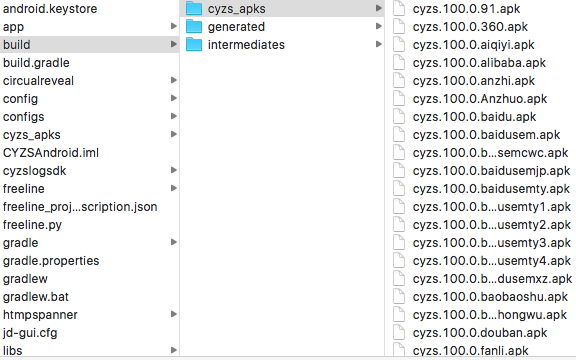 android.keystore
app
build
build.gradle
circualreveal
config
configs
cyzs_apks
CYZSAndroid.iml
cyzslogsdk
freeline
freeline_proj...scription.json
freeline.py
gradle
gradle.properties
gradlew
gradlew.bat
htmpspanner
jd-gui.cfg
libs
cyzs_apks
generated
intermediates
cyzs.100.0.91.apk
cyzs.100.0.360.apk
cyzs.100.0.aiqiyi.apk
cyzs.100.0.alibaba.apk
cyzs.100.0.anzhi.apk
cyzs.100.0.Anzhuo.apk
cyzs.100.0.baidu.apk
cyzs.100.0.baidusem.apk
cyzs.100.0.b...semcwc.apk
cyzs.100.0.baidusemjp.apk
cyzs.100.0.baidusemty.apk
cyzs.100.0.b...usemty1.apk
cyzs.100.0.b...usemty2.apk
cyzs.100.0.b...usemty3.apk
cyzs.100.0.b...usemty4.apk
cyzs.100.0.b...dusemxz.apk
cyzs.100.0.baobaoshu.apk
cyzs.100.0.b...hongwu.apk
cyzs.100.0.douban.apk
cyzs.100.0.fanli.apk